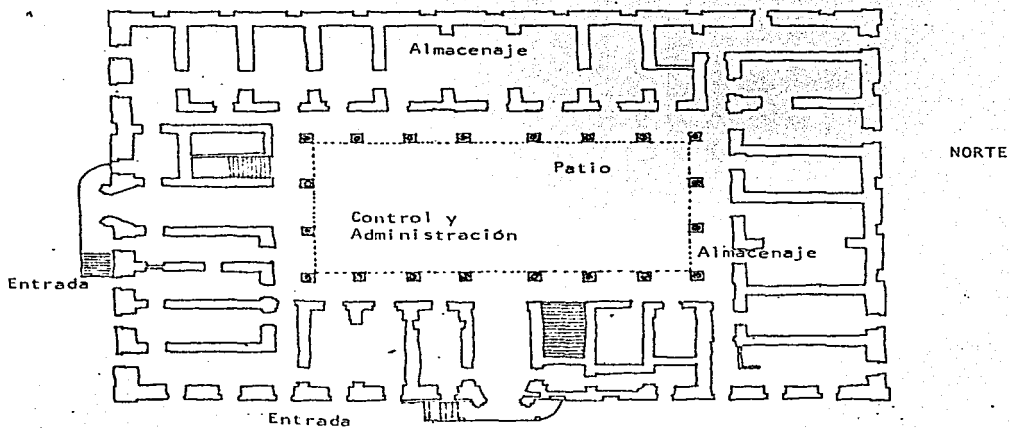 Almacenaje
NORTE
Patio
Control y
Administración
Almacenaje
Entrada
Entrada